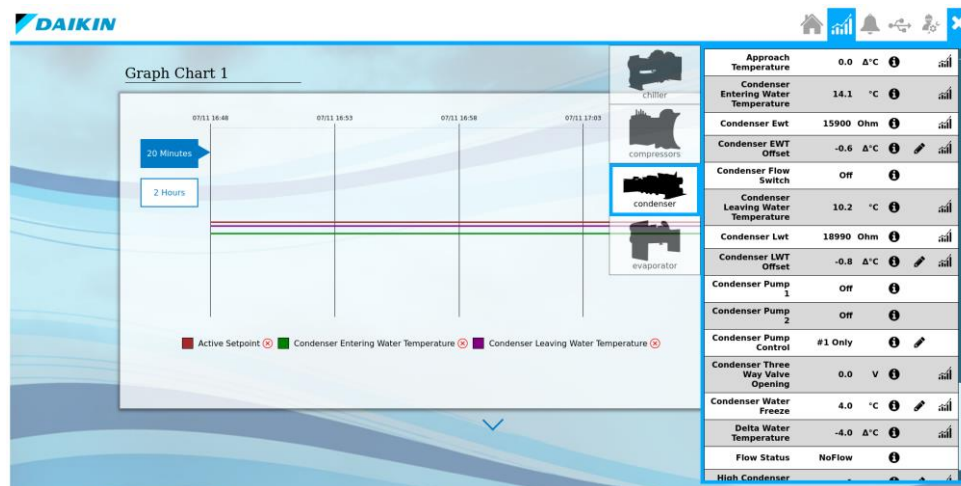 DAIKIN
Graph Chart 1
07/11 16:48
07/11 16:53
07/11 16:58
07/11 17:03
20 Minutes
2 Hours
Active Setpoint
Condenser Entering Water Temperature
Condenser Leaving Water Temperature
chiller
compressors
condenser
evaporator
Approach
Temperature
0.0 Δ°C
Condenser
Entering Water
Temperature
14.1 °C
Condenser Ewt
15900 Ohm
Condenser EWT
Offset
-0.6 Δ°C
Condenser Flow
Switch
Off
Condenser
Leaving Water
Temperature
10.2 °C
Condenser Lwt
18990 Ohm
Condenser LWT
Offset
-0.8 Δ°C
Condenser Pump
1
Off
Condenser Pump
2
Off
Condenser Pump
Control
#1 Only
Condenser Three
Way Valve
Opening
0.0 V
Condenser Water
Freeze
4.0 °C
Delta Water
Temperature
-4.0 Δ°C
Flow Status
NoFlow
High Condenser